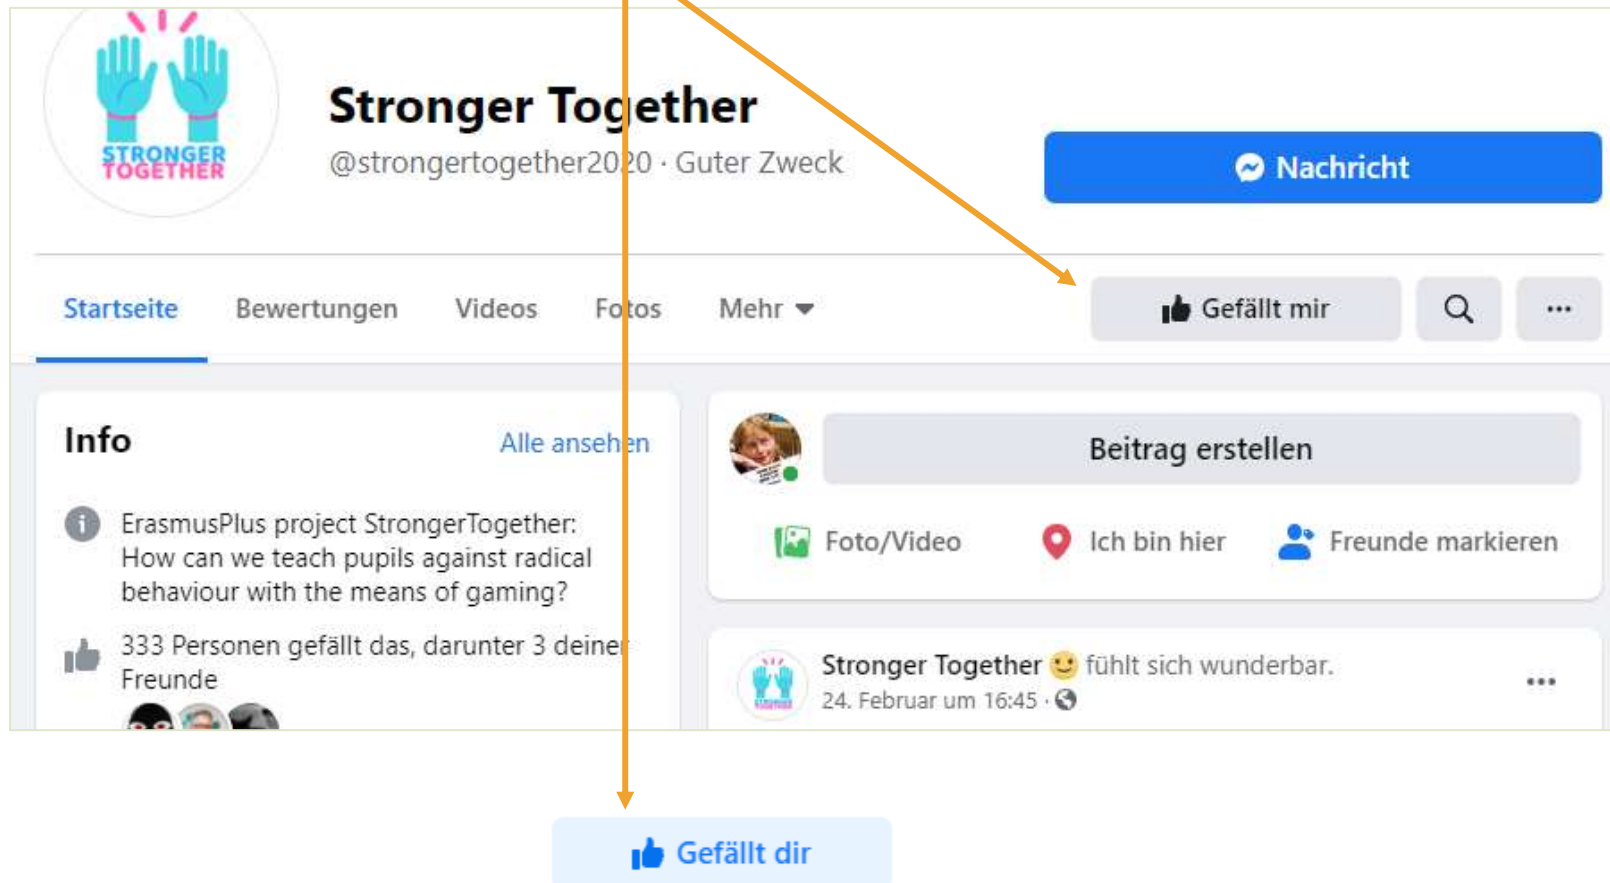 STRONGER
TOGETHER
Stronger Together
@strongertogether2020 · Guter Zweck
Nachricht
Startseite Bewertungen Videos Fotos Mehr
Gefällt mir
Info Alle ansehen
ErasmusPlus project StrongerTogether:
How can we teach pupils against radical
behaviour with the means of gaming?
333 Personen gefällt das, darunter 3 deiner
Freunde
Beitrag erstellen
Foto/Video Ich bin hier Freunde markieren
Stronger Together fühlt sich wunderbar.
24. Februar um 16:45 ·
Gefällt dir